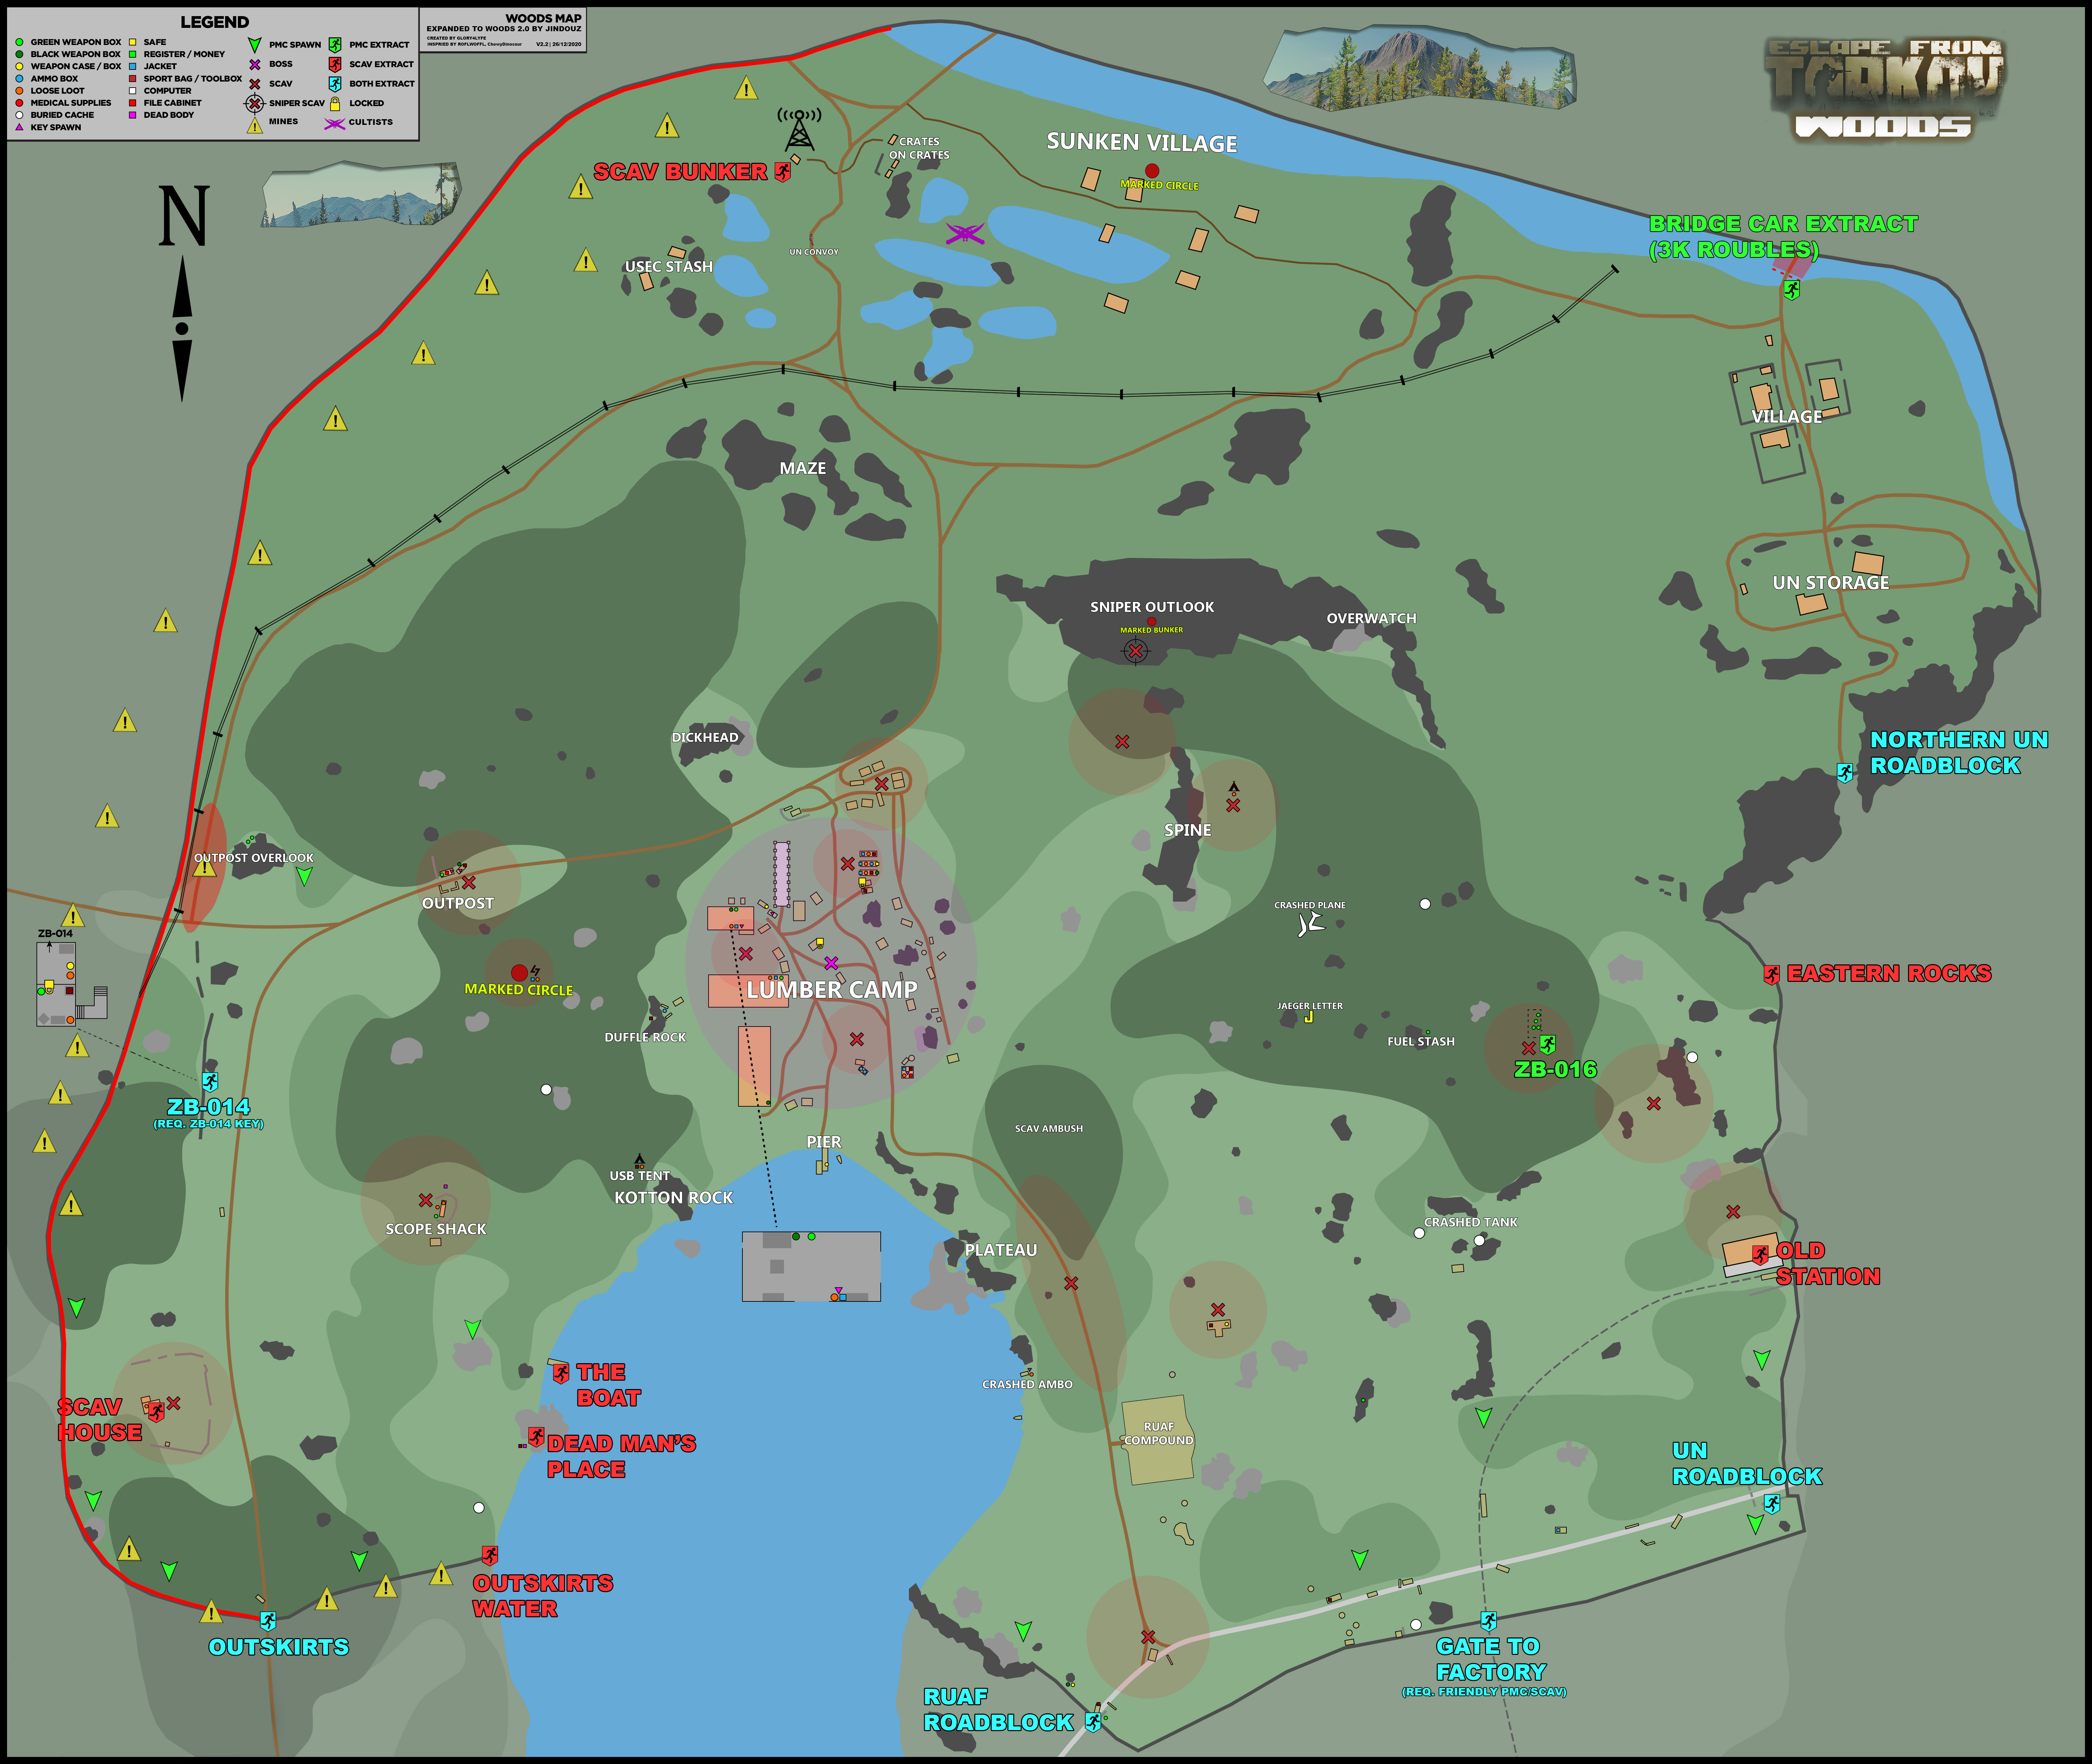 LEGEND
GREEN WEAPON BOX
BLACK WEAPON BOX
WEAPON CASE / BOX
AMMO BOX
LOOSE LOOT
MEDICAL SUPPLIES
BURIED CACHE
KEY SPAWN
SAFE
REGISTER / MONEY
JACKET
SPORT BAG / TOOLBOX
COMPUTER
FILE CABINET
DEAD BODY
PMC SPAWN
BOSS
SCAV
SNIPER SCAV
MINES
PMC EXTRACT
SCAV EXTRACT
BOTH EXTRACT
LOCKED
CULTISTS
WOODS MAP
EXPANDED TO WOODS 2.0 BY JINDOUZ
CREATED BY GLORY4LYFE
INSPRIED BY ROFLWOFFL, ChewyDinosaur
V2.2 | 26/12/2020
ESCAPE FROM
TARKOV
WOODS
N
SCAV BUNKER
CRATES
ON CRATES
SUNKEN VILLAGE
MARKED CIRCLE
BRIDGE CAR EXTRACT
(3K ROUBLES)
UN CONVOY
USEC STASH
VILLAGE
MAZE
UN STORAGE
SNIPER OUTLOOK
MARKED BUNKER
OVERWATCH
DICKHEAD
NORTHERN UN
ROADBLOCK
SPINE
OUTPOST OVERLOOK
OUTPOST
CRASHED PLANE
ZB-014
EASTERN ROCKS
MARKED CIRCLE
LUMBER CAMP
JAEGER LETTER
J
DUFFLE ROCK
FUEL STASH
ZB-016
ZB-014
(REQ. ZB-014 KEY)
SCAV AMBUSH
PIER
USB TENT
KOTTON ROCK
SCOPE SHACK
CRASHED TANK
PLATEAU
OLD
STATION
THE
BOAT
CRASHED AMBO
SCAV
HOUSE
DEAD MAN'S
PLACE
RUAF
COMPOUND
UN
ROADBLOCK
OUTSKIRTS
WATER
OUTSKIRTS
GATE TO
FACTORY
(REQ. FRIENDLY PMC/SCAV)
RUAF
ROADBLOCK